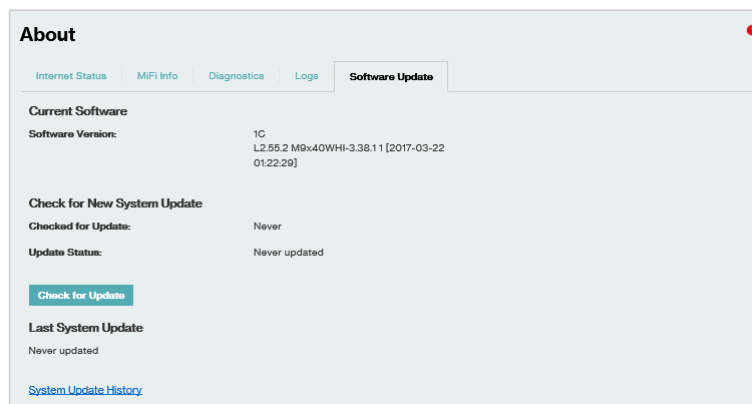 About
Internet Status MiFi Info Diagnostics Logs Software Update
Current Software
Software Version: 1C
L2.55.2 M9x40WHI-3.38.11 [2017-03-22
01:22:29]
Check for New System Update
Checked for Update: Never
Update Status: Never updated
Check for Update
Last System Update
Never updated
System Update History